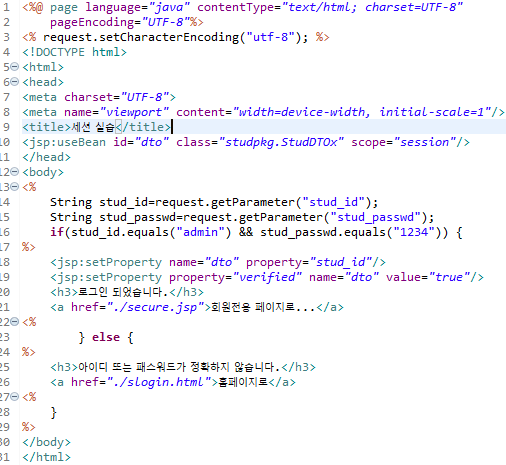 1 <%@ page language="java" contentType="text/html; charset=UTF-8"
2     pageEncoding="UTF-8"%>
3 <% request.setCharacterEncoding("utf-8"); %>
4 <!DOCTYPE html>
5 <html>
6 <head>
7 <meta charset="UTF-8">
8 <meta name="viewport" content="width=device-width, initial-scale=1"/>
9 <title>세션 실습</title>
10 <jsp:useBean id="dto" class="studpkg.StudDTOx" scope="session"/>
11 </head>
12 <body>
13 <%
14     String stud_id=request.getParameter("stud_id");
15     String stud_passwd=request.getParameter("stud_passwd");
16     if(stud_id.equals("admin") && stud_passwd.equals("1234")) {
17 %>
18     <jsp:setProperty name="dto" property="stud_id"/>
19     <jsp:setProperty property="verified" name="dto" value="true"/>
20     <h3>로그인 되었습니다.</h3>
21     <a href="./secure.jsp">회원전용 페이지로...</a>
22 <%
23         } else {
24 %>
25     <h3>아이디 또는 패스워드가 정확하지 않습니다.</h3>
26     <a href="./slogin.html">홈페이지로</a>
27 <%
28     }
29 %>
30 </body>
31 </html>